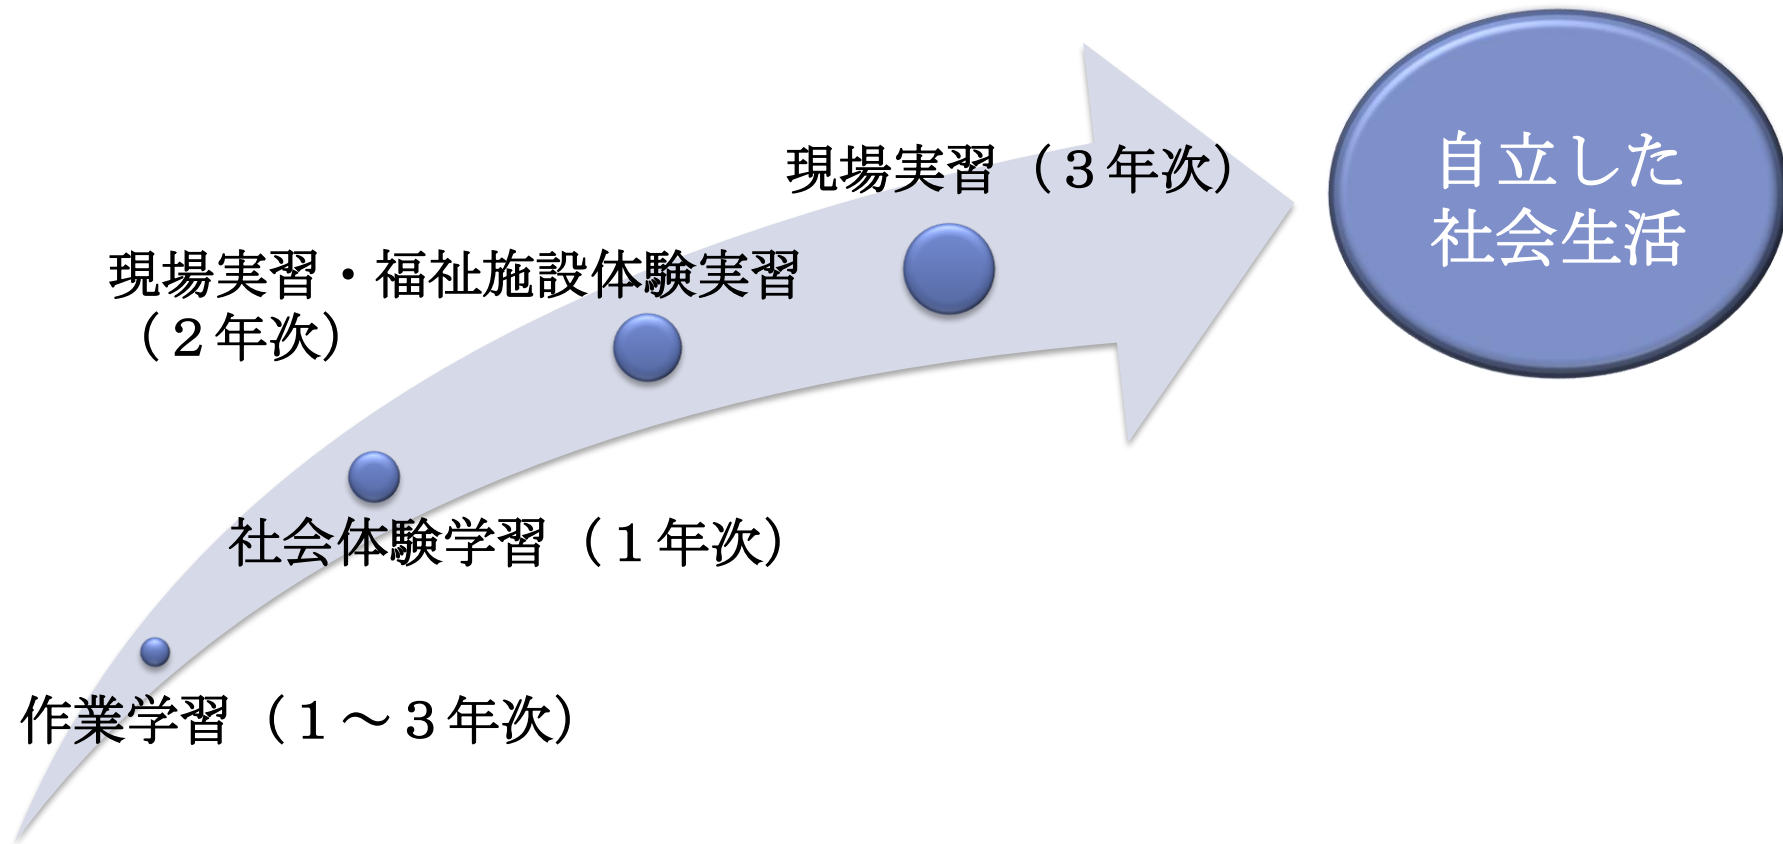 自立した
社会生活
現場実習（３年次）
現場実習・福祉施設体験実習
（２年次）
社会体験学習（１年次）
作業学習（１～３年次）